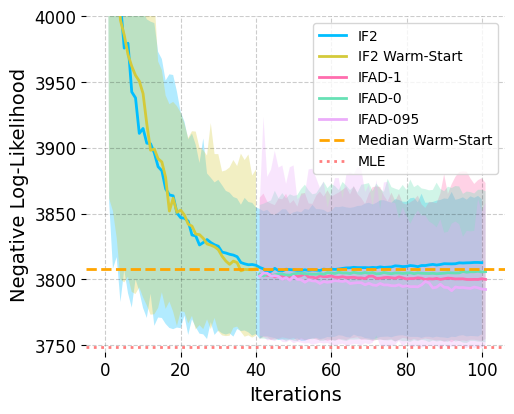 4000
3950
3900
3850
3800
3750
Negative Log-Likelihood
IF2
IF2 Warm-Start
IFAD-1
IFAD-0
IFAD-095
Median Warm-Start
MLE
0 20 40 60 80 100
Iterations